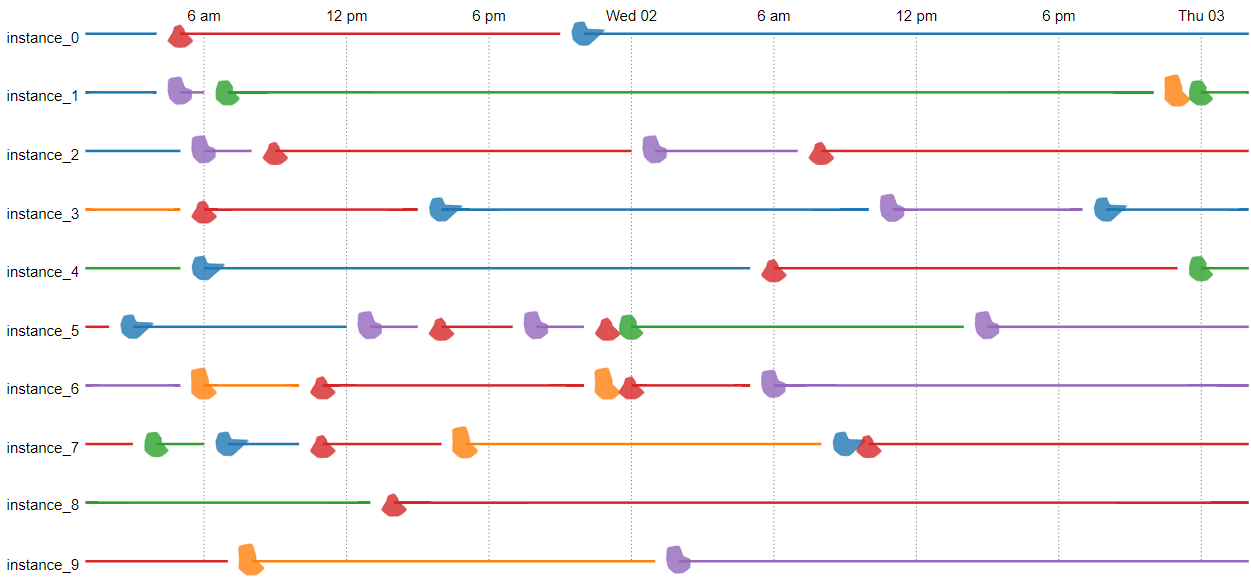 6 am 12 pm 6 pm Wed 02 6 am 12 pm 6 pm Thu 03
instance_0
instance_1
instance_2
instance_3
instance_4
instance_5
instance_6
instance_7
instance_8
instance_9